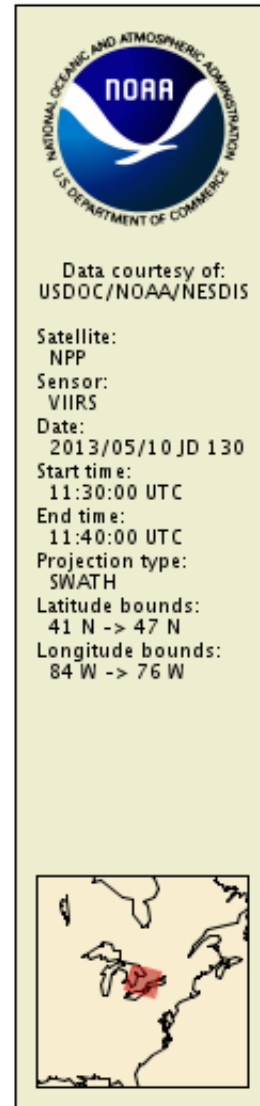 NATIONAL OCEANIC AND ATMOSPHERIC ADMINISTRATION
NOAA
U.S. DEPARTMENT OF COMMERCE
Data courtesy of:
USDOC/NOAA/NESDIS
Satellite:
NPP
Sensor:
VIIRS
Date:
2013/05/10 JD 130
Start time:
11:30:00 UTC
End time:
11:40:00 UTC
Projection type:
SWATH
Latitude bounds:
41 N -> 47 N
Longitude bounds:
84 W -> 76 W